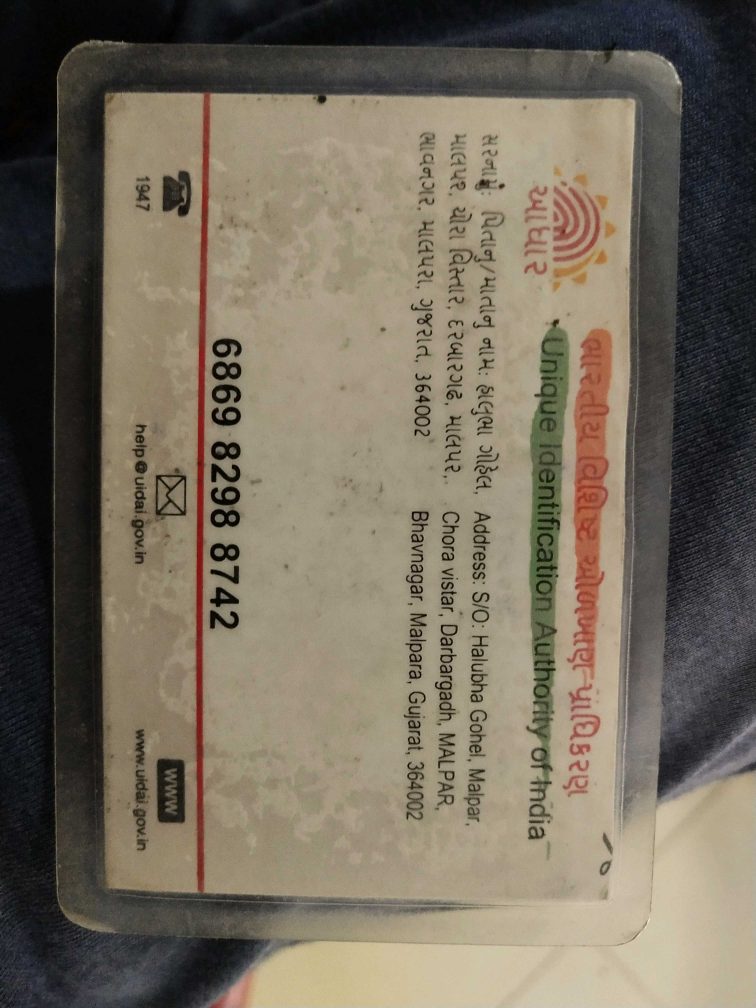 ભારતીય વિશિષ્ટ ઓળખાણ પ્રાધિકરણ
Unique Identification Authority of India
આધાર
સરનામું: પિતાનુ/માતાનુ નામ: હાલુભા ગોહેલ,
માલપર, ચોરા વિસ્તાર, દરબારગઢ, માલપર,
ભાવનગર, માલપરા, ગુજરાત, 364002
Address: S/O: Halubha Gohel, Malpar,
Chora vistar, Darbargadh, MALPAR,
Bhavnagar, Malpara, Gujarat, 364002
6869 8298 8742
1947
help@uidai.gov.in
www
www.uidai.gov.in